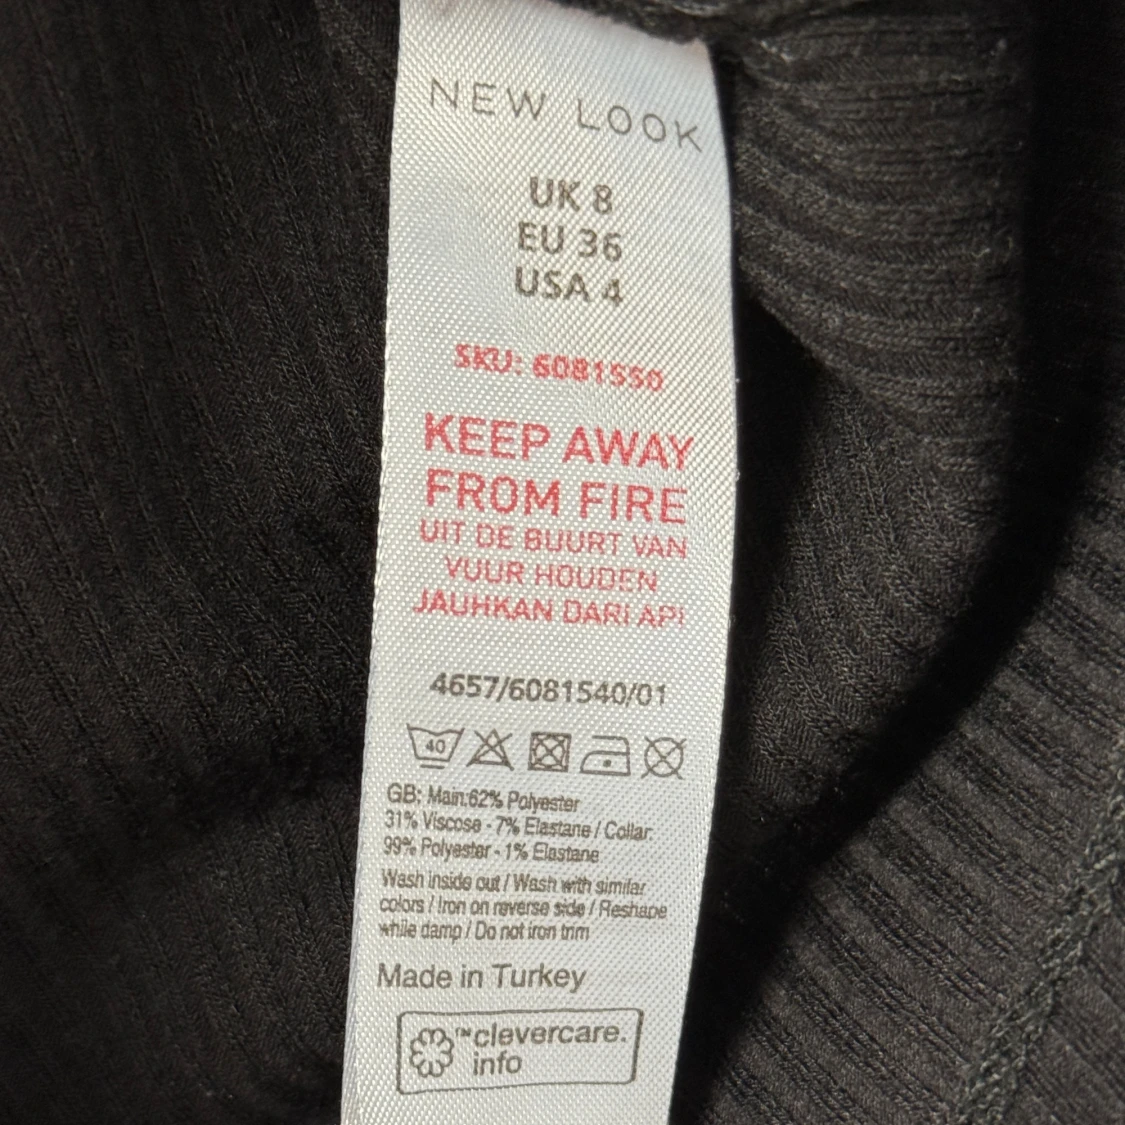 NEW LOOK
UK 8
EU 36
USA 4
SKU: 6081550
KEEP AWAY
FROM FIRE
UIT DE BUURT VAN
VUUR HOUDEN
JAUHKAN DARI API
4657/6081540/01
40
GB: Main:62% Polyester
31% Viscose - 7% Elastane / Collar:
99% Polyester - 1% Elastane
Wash inside out / Wash with similar
colors / Iron on reverse side / Reshape
while damp / Do not iron trim
Made in Turkey
™clevercare.
info